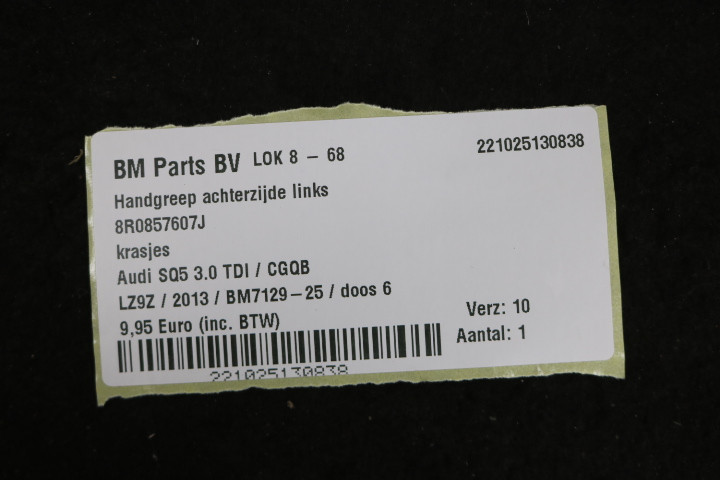 BM Parts BV LOK 8 - 68 221025130838
Handgreep achterzijde links
8R0857607J
krasjes
Audi SQ5 3.0 TDI / CGQB
LZ9Z / 2013 / BM7129-25 / doos 6
9,95 Euro (inc. BTW) Verz: 10
Aantal: 1
221025130838